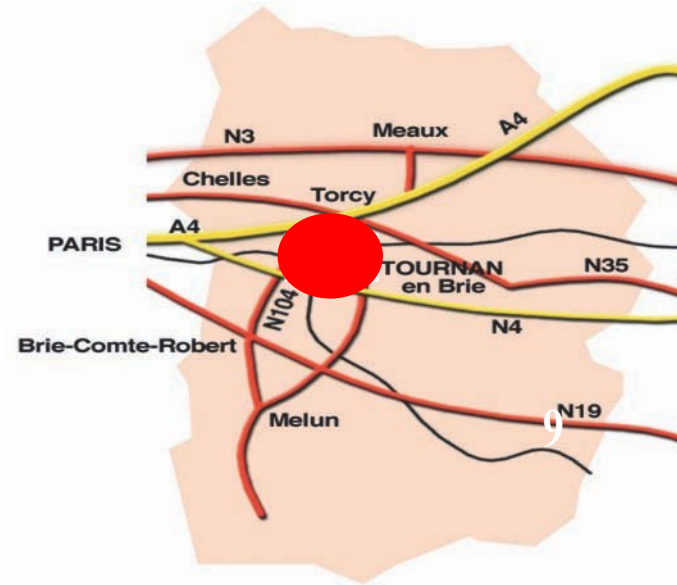 N3
Meaux
A4
Chelles
Torcy
A4
PARIS
TOURNAN
en Brie
N35
N104
N4
Brie-Comte-Robert
N19
9
Melun